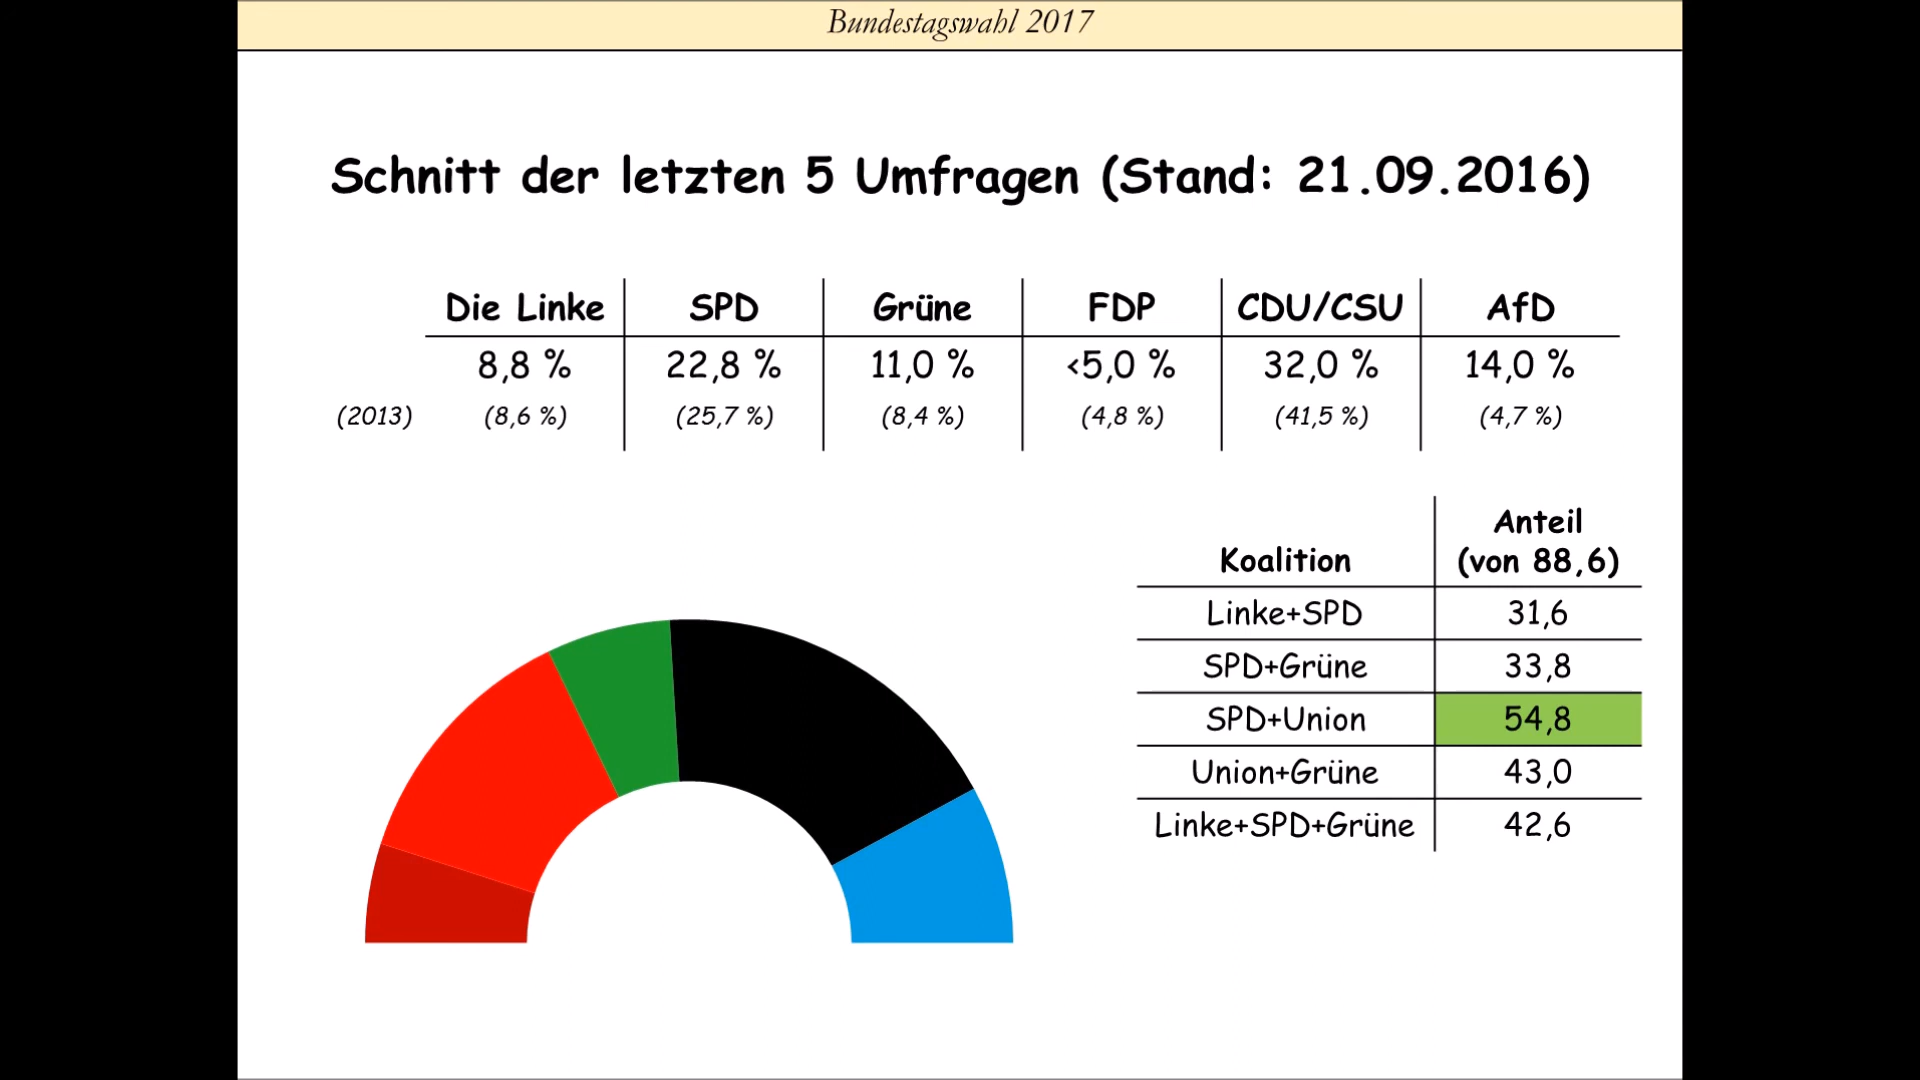 Bundestagswahl 2017
Schnitt der letzten 5 Umfragen (Stand: 21.09.2016)
Die Linke SPD Grüne FDP CDU/CSU AfD
8,8 % 22,8 % 11,0 % <5,0 % 32,0 % 14,0 %
(2013) (8,6 %) (25,7 %) (8,4 %) (4,8 %) (41,5 %) (4,7 %)
Koalition Anteil
(von 88,6)
Linke+SPD 31,6
SPD+Grüne 33,8
SPD+Union 54,8
Union+Grüne 43,0
Linke+SPD+Grüne 42,6